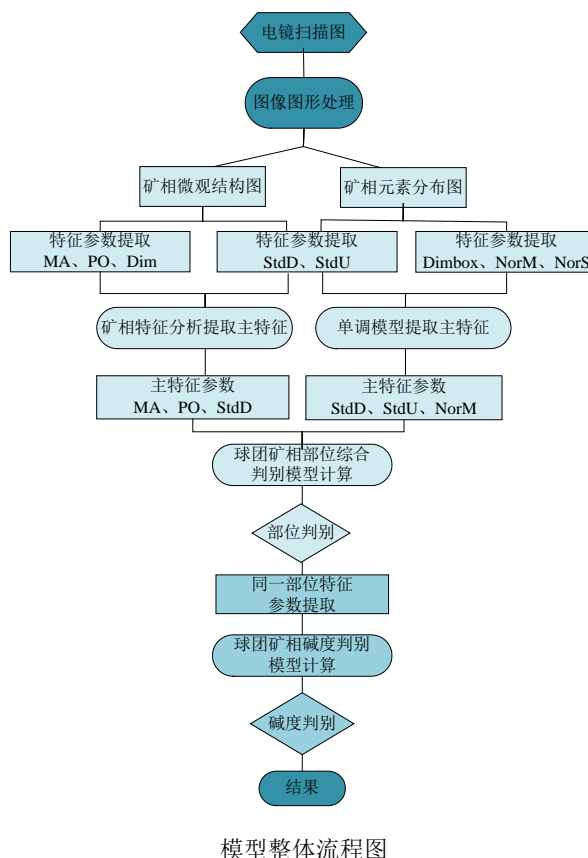 电镜扫描图
图像图形处理
矿相微观结构图
矿相元素分布图
特征参数提取
MA、PO、Dim
特征参数提取
StdD、StdU
特征参数提取
Dimbox、NorM、NorS
矿相特征分析提取主特征
单调模型提取主特征
主特征参数
MA、PO、StdD
主特征参数
StdD、StdU、NorM
球团矿相部位综合
判别模型计算
部位判别
同一部位特征
参数提取
球团矿相碱度判别
模型计算
碱度判别
结果
模型整体流程图